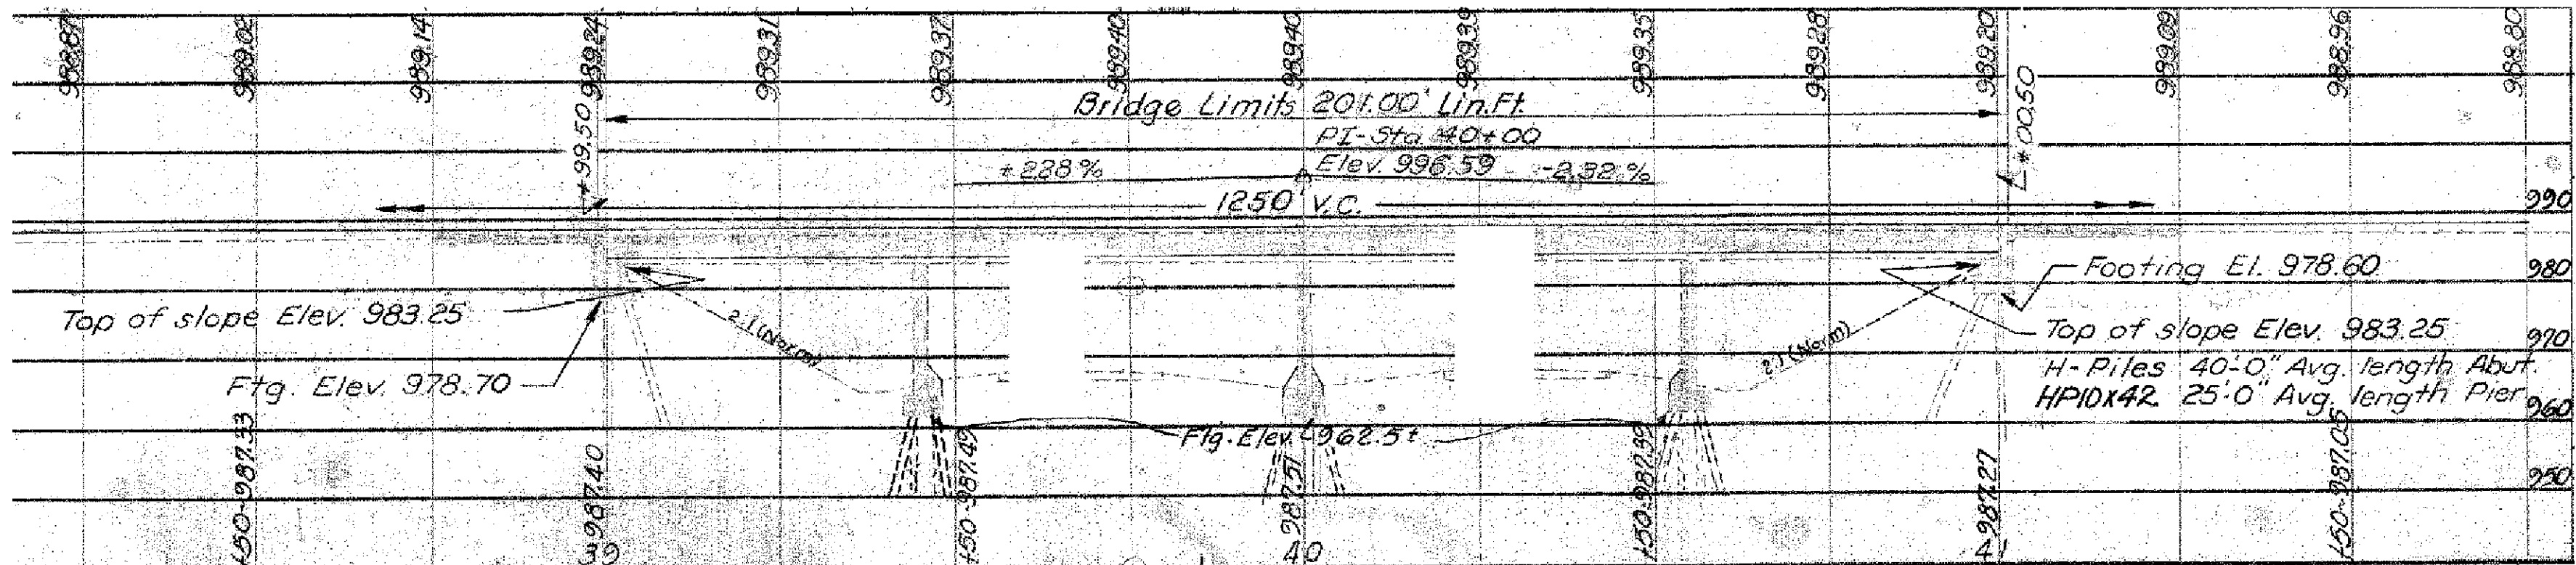 988.87 989.02 989.14 989.24 989.31 989.37 989.40 989.40 989.39 989.35 989.28 989.20 989.09 988.96 988.80
Bridge Limits 201.00' Lin.Ft.
+99.50
+00.50
PI-Sta 40+00
Elev. 996.59
+2.28%
-2.32%
1250' V.C.
990
980
970
960
950
Top of slope Elev. 983.25
Ftg. Elev. 978.70
2:1 (Norm)
2:1 (Norm)
Footing El. 978.60
Top of slope Elev. 983.25
H-Piles 40'-0" Avg. length Abut.
HP10X42 25'-0" Avg. length Pier
Ftg. Elev. 962.5±
+50-987.33
987.40
+50-987.49
987.51
+50-987.39
987.27
+50-987.05
39 40 41